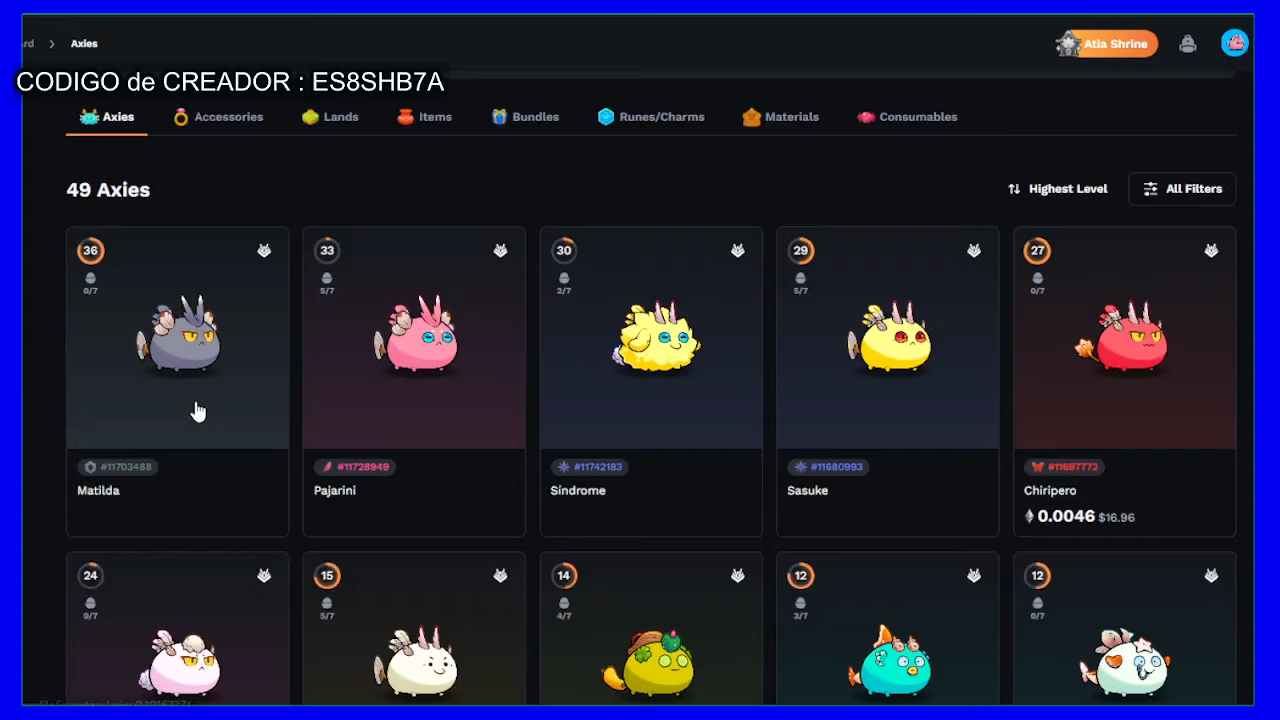 rd > Axies
Atia Shrine
CODIGO de CREADOR : ES8SHB7A
Axies Accessories Lands Items Bundles Runes/Charms Materials Consumables
49 Axies
Highest Level All Filters
36 33 30 29 27
0/7 5/7 2/7 5/7 0/7
#11703488 #11728949 #11742183 #11680993 #11697772
Matilda Pajarini Síndrome Sasuke Chiripero
0.0046 $16.96
24 15 14 12 12
0/7 5/7 4/7 3/7 0/7